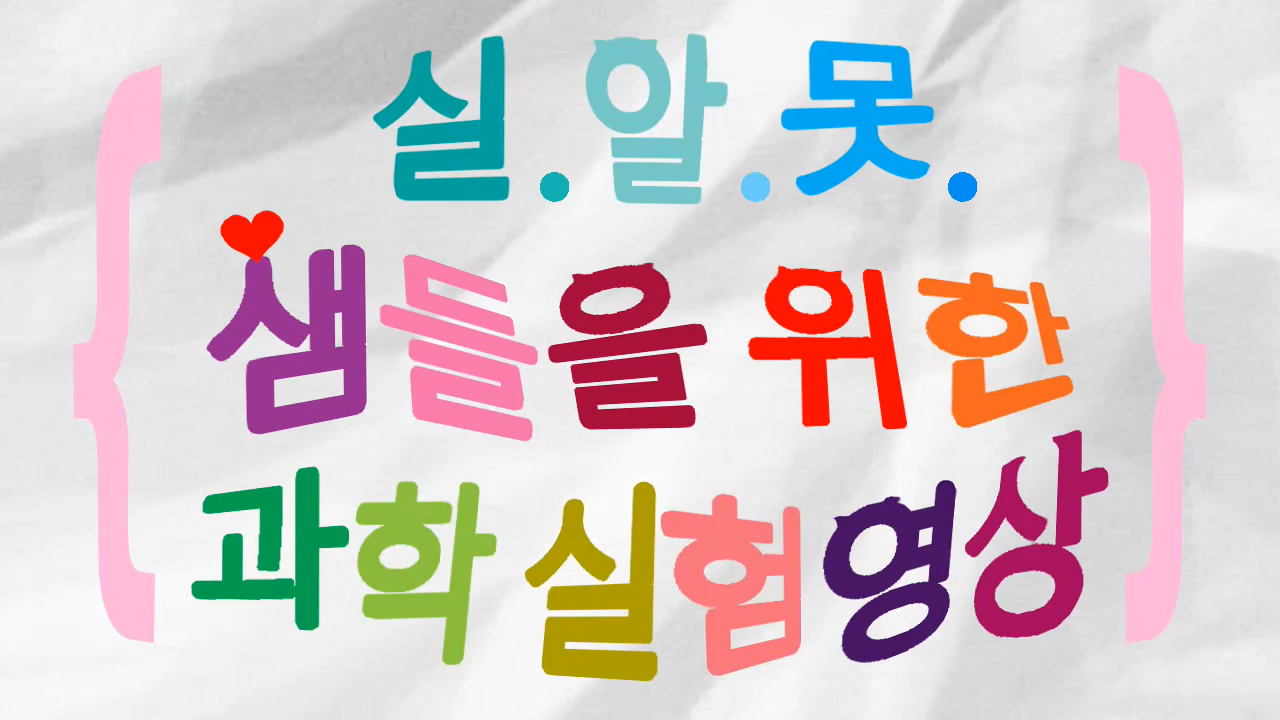 실.알.못.
샘들을 위한
과학 실험영상